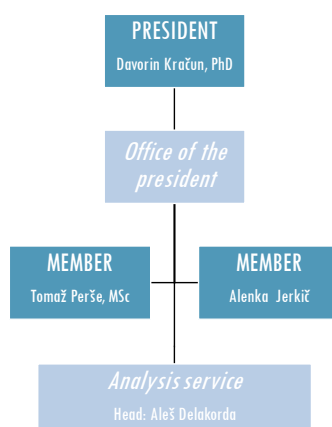 PRESIDENT
Davorin Kračun, PhD
Office of the
president
MEMBER
Tomaž Perše, MSc
MEMBER
Alenka Jerkič
Analysis service
Head: Aleš Delakorda